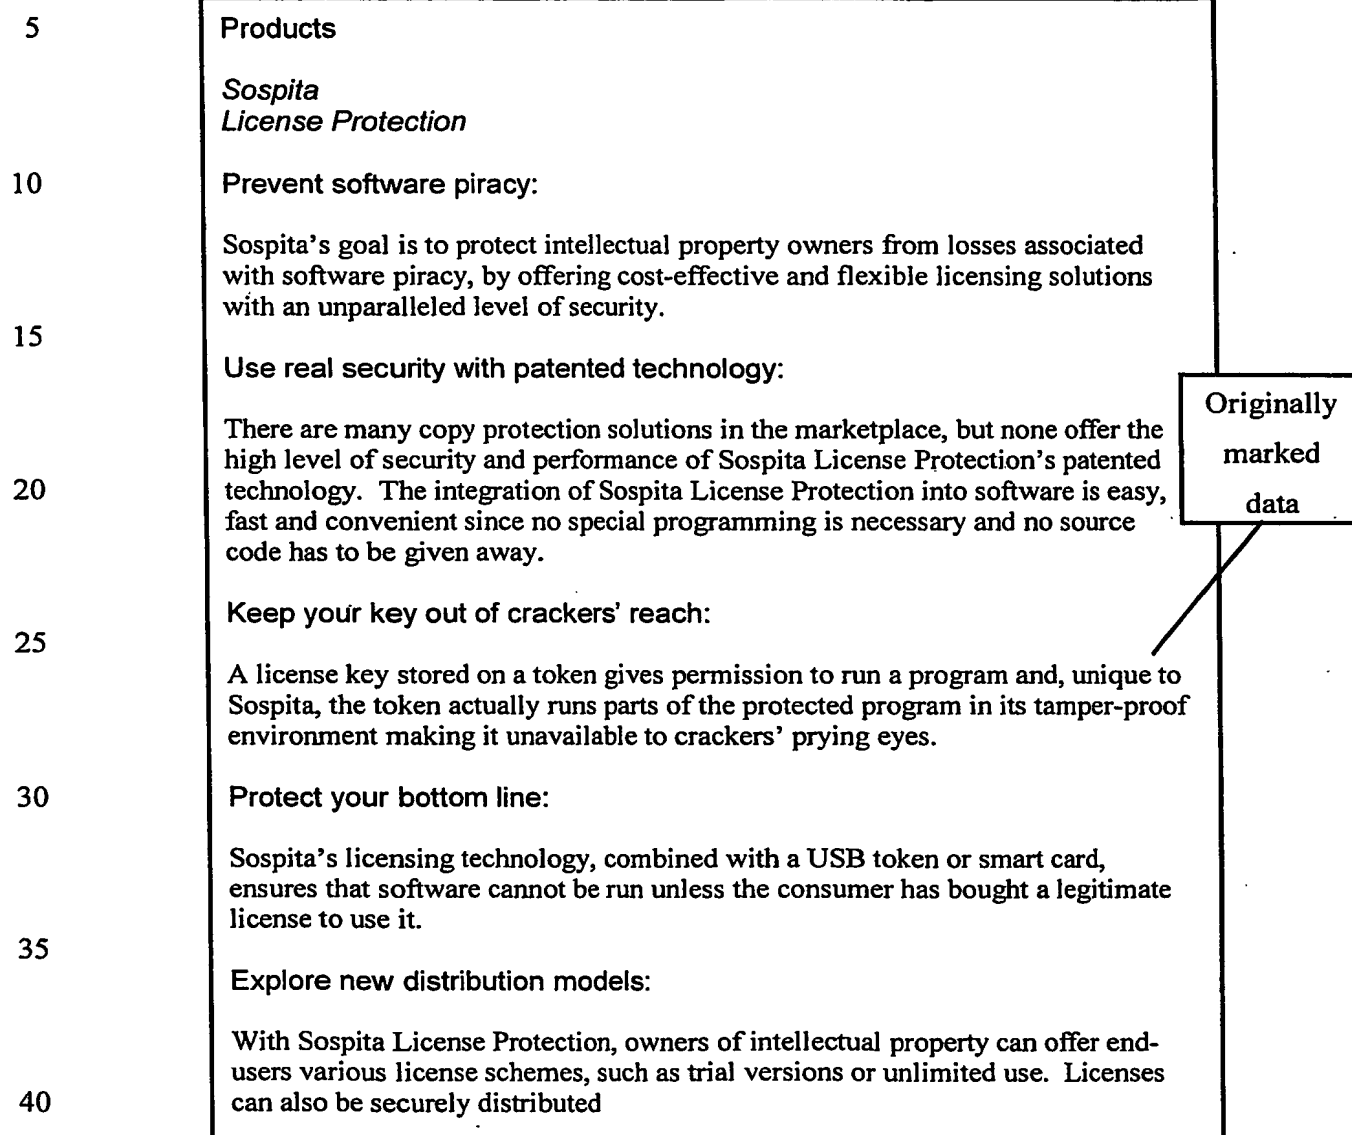 5
Products
Sospita
License Protection
10
Prevent software piracy:
Sospita's goal is to protect intellectual property owners from losses associated
with software piracy, by offering cost-effective and flexible licensing solutions
with an unparalleled level of security.
15
Use real security with patented technology:
There are many copy protection solutions in the marketplace, but none offer the
high level of security and performance of Sospita License Protection's patented
20
technology. The integration of Sospita License Protection into software is easy,
fast and convenient since no special programming is necessary and no source
code has to be given away.
Originally
marked
data
Keep your key out of crackers' reach:
25
A license key stored on a token gives permission to run a program and, unique to
Sospita, the token actually runs parts of the protected program in its tamper-proof
environment making it unavailable to crackers' prying eyes.
30
Protect your bottom line:
Sospita's licensing technology, combined with a USB token or smart card,
ensures that software cannot be run unless the consumer has bought a legitimate
license to use it.
35
Explore new distribution models:
With Sospita License Protection, owners of intellectual property can offer end-
users various license schemes, such as trial versions or unlimited use. Licenses
40
can also be securely distributed